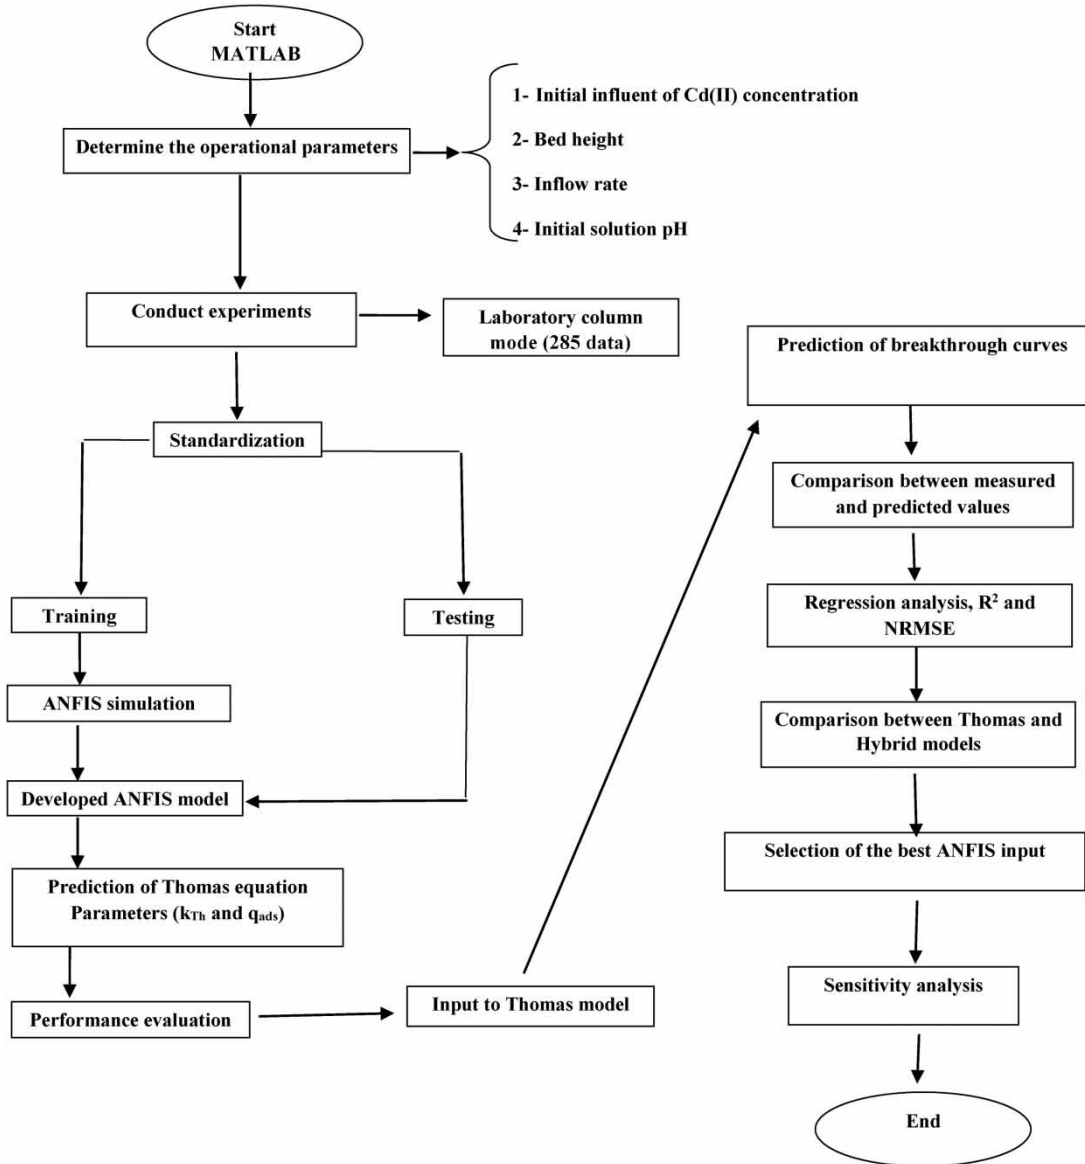 Start
MATLAB
Determine the operational parameters
1- Initial influent of Cd(II) concentration
2- Bed height
3- Inflow rate
4- Initial solution pH
Conduct experiments
Laboratory column
mode (285 data)
Standardization
Training
Testing
ANFIS simulation
Developed ANFIS model
Prediction of Thomas equation
Parameters (kTh and qads)
Performance evaluation
Input to Thomas model
Prediction of breakthrough curves
Comparison between measured
and predicted values
Regression analysis, R² and
NRMSE
Comparison between Thomas and
Hybrid models
Selection of the best ANFIS input
Sensitivity analysis
End